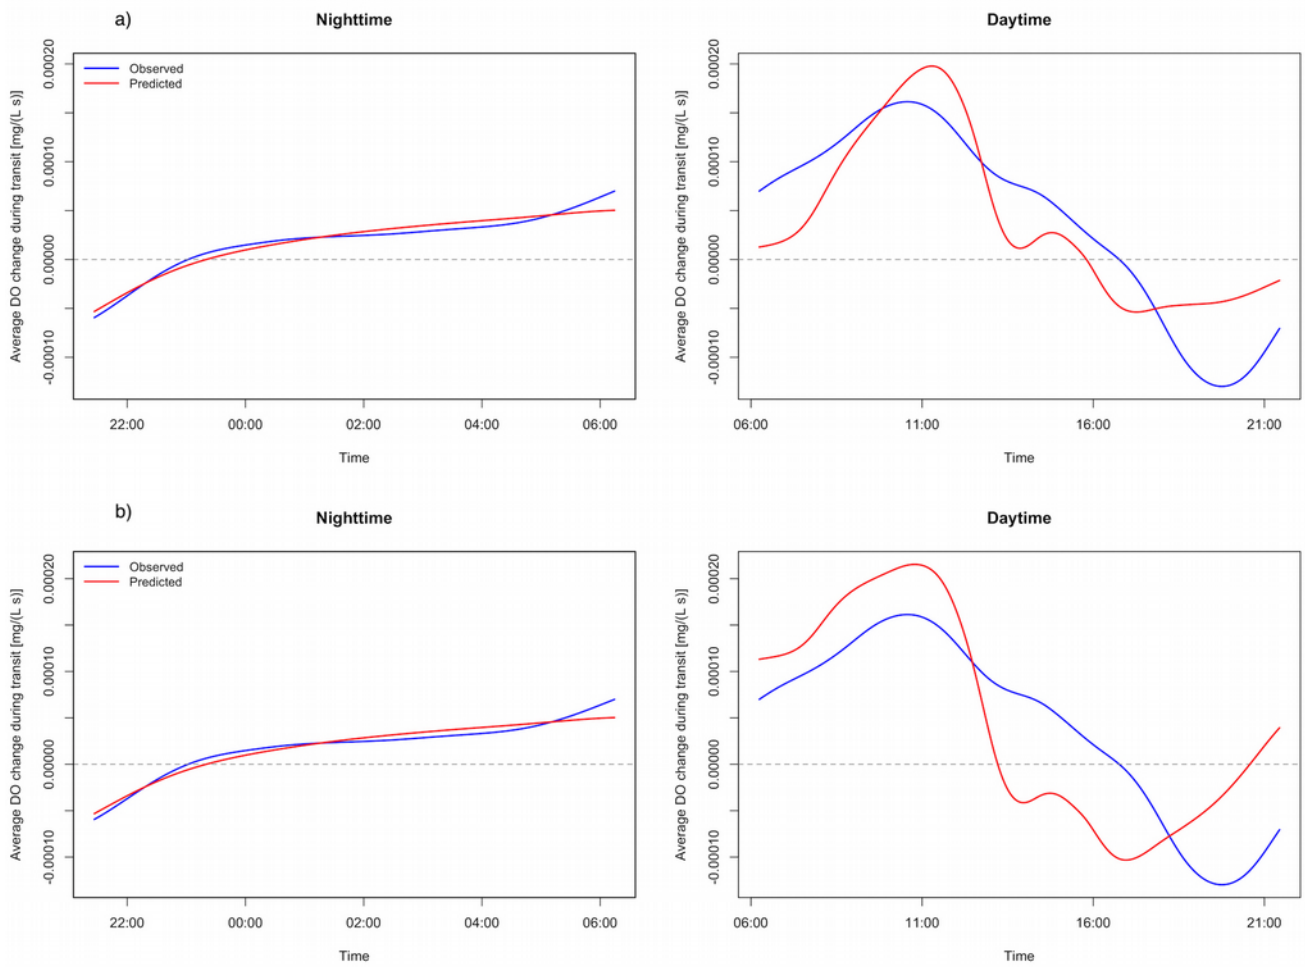 a)
Nighttime
Daytime
Average DO change during transit [mg/(L s)]
0.00020
0.00010
0.00000
-0.00010
Observed
Predicted
22:00 00:00 02:00 04:00 06:00
Time
Average DO change during transit [mg/(L s)]
0.00020
0.00010
0.00000
-0.00010
06:00 11:00 16:00 21:00
Time
b)
Nighttime
Daytime
Average DO change during transit [mg/(L s)]
0.00020
0.00010
0.00000
-0.00010
Observed
Predicted
22:00 00:00 02:00 04:00 06:00
Time
Average DO change during transit [mg/(L s)]
0.00020
0.00010
0.00000
-0.00010
06:00 11:00 16:00 21:00
Time